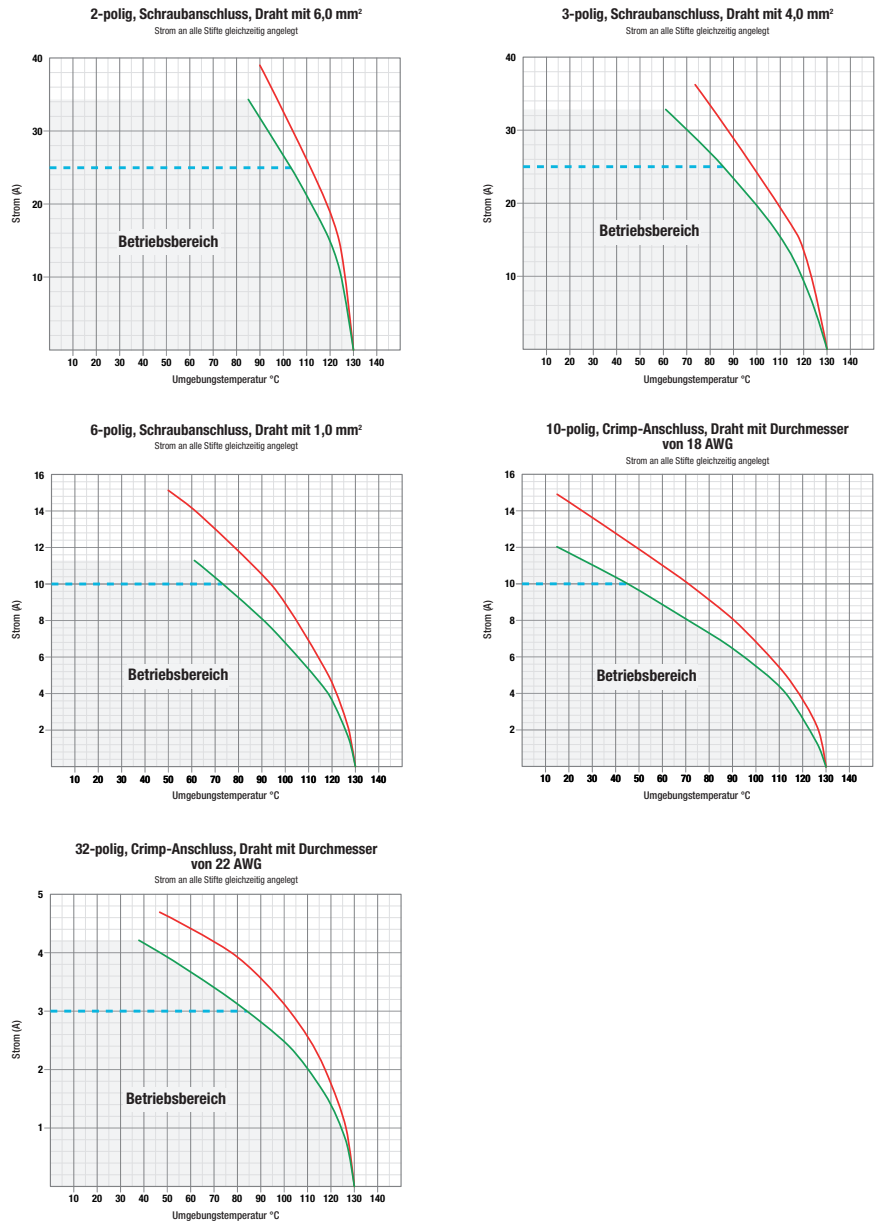 2-polig, Schraubanschluss, Draht mit 6,0 mm²
Strom an alle Stifte gleichzeitig angelegt
40
30
20
10
Strom (A)
Betriebsbereich
10 20 30 40 50 60 70 80 90 100 110 120 130 140
Umgebungstemperatur °C
3-polig, Schraubanschluss, Draht mit 4,0 mm²
Strom an alle Stifte gleichzeitig angelegt
40
30
20
10
Strom (A)
Betriebsbereich
10 20 30 40 50 60 70 80 90 100 110 120 130 140
Umgebungstemperatur °C
6-polig, Schraubanschluss, Draht mit 1,0 mm²
Strom an alle Stifte gleichzeitig angelegt
16
14
12
10
8
6
4
2
Strom (A)
Betriebsbereich
10 20 30 40 50 60 70 80 90 100 110 120 130 140
Umgebungstemperatur °C
10-polig, Crimp-Anschluss, Draht mit Durchmesser
von 18 AWG
Strom an alle Stifte gleichzeitig angelegt
16
14
12
10
8
6
4
2
Strom (A)
Betriebsbereich
10 20 30 40 50 60 70 80 90 100 110 120 130 140
Umgebungstemperatur °C
32-polig, Crimp-Anschluss, Draht mit Durchmesser
von 22 AWG
Strom an alle Stifte gleichzeitig angelegt
5
4
3
2
1
Strom (A)
Betriebsbereich
10 20 30 40 50 60 70 80 90 100 110 120 130 140
Umgebungstemperatur °C